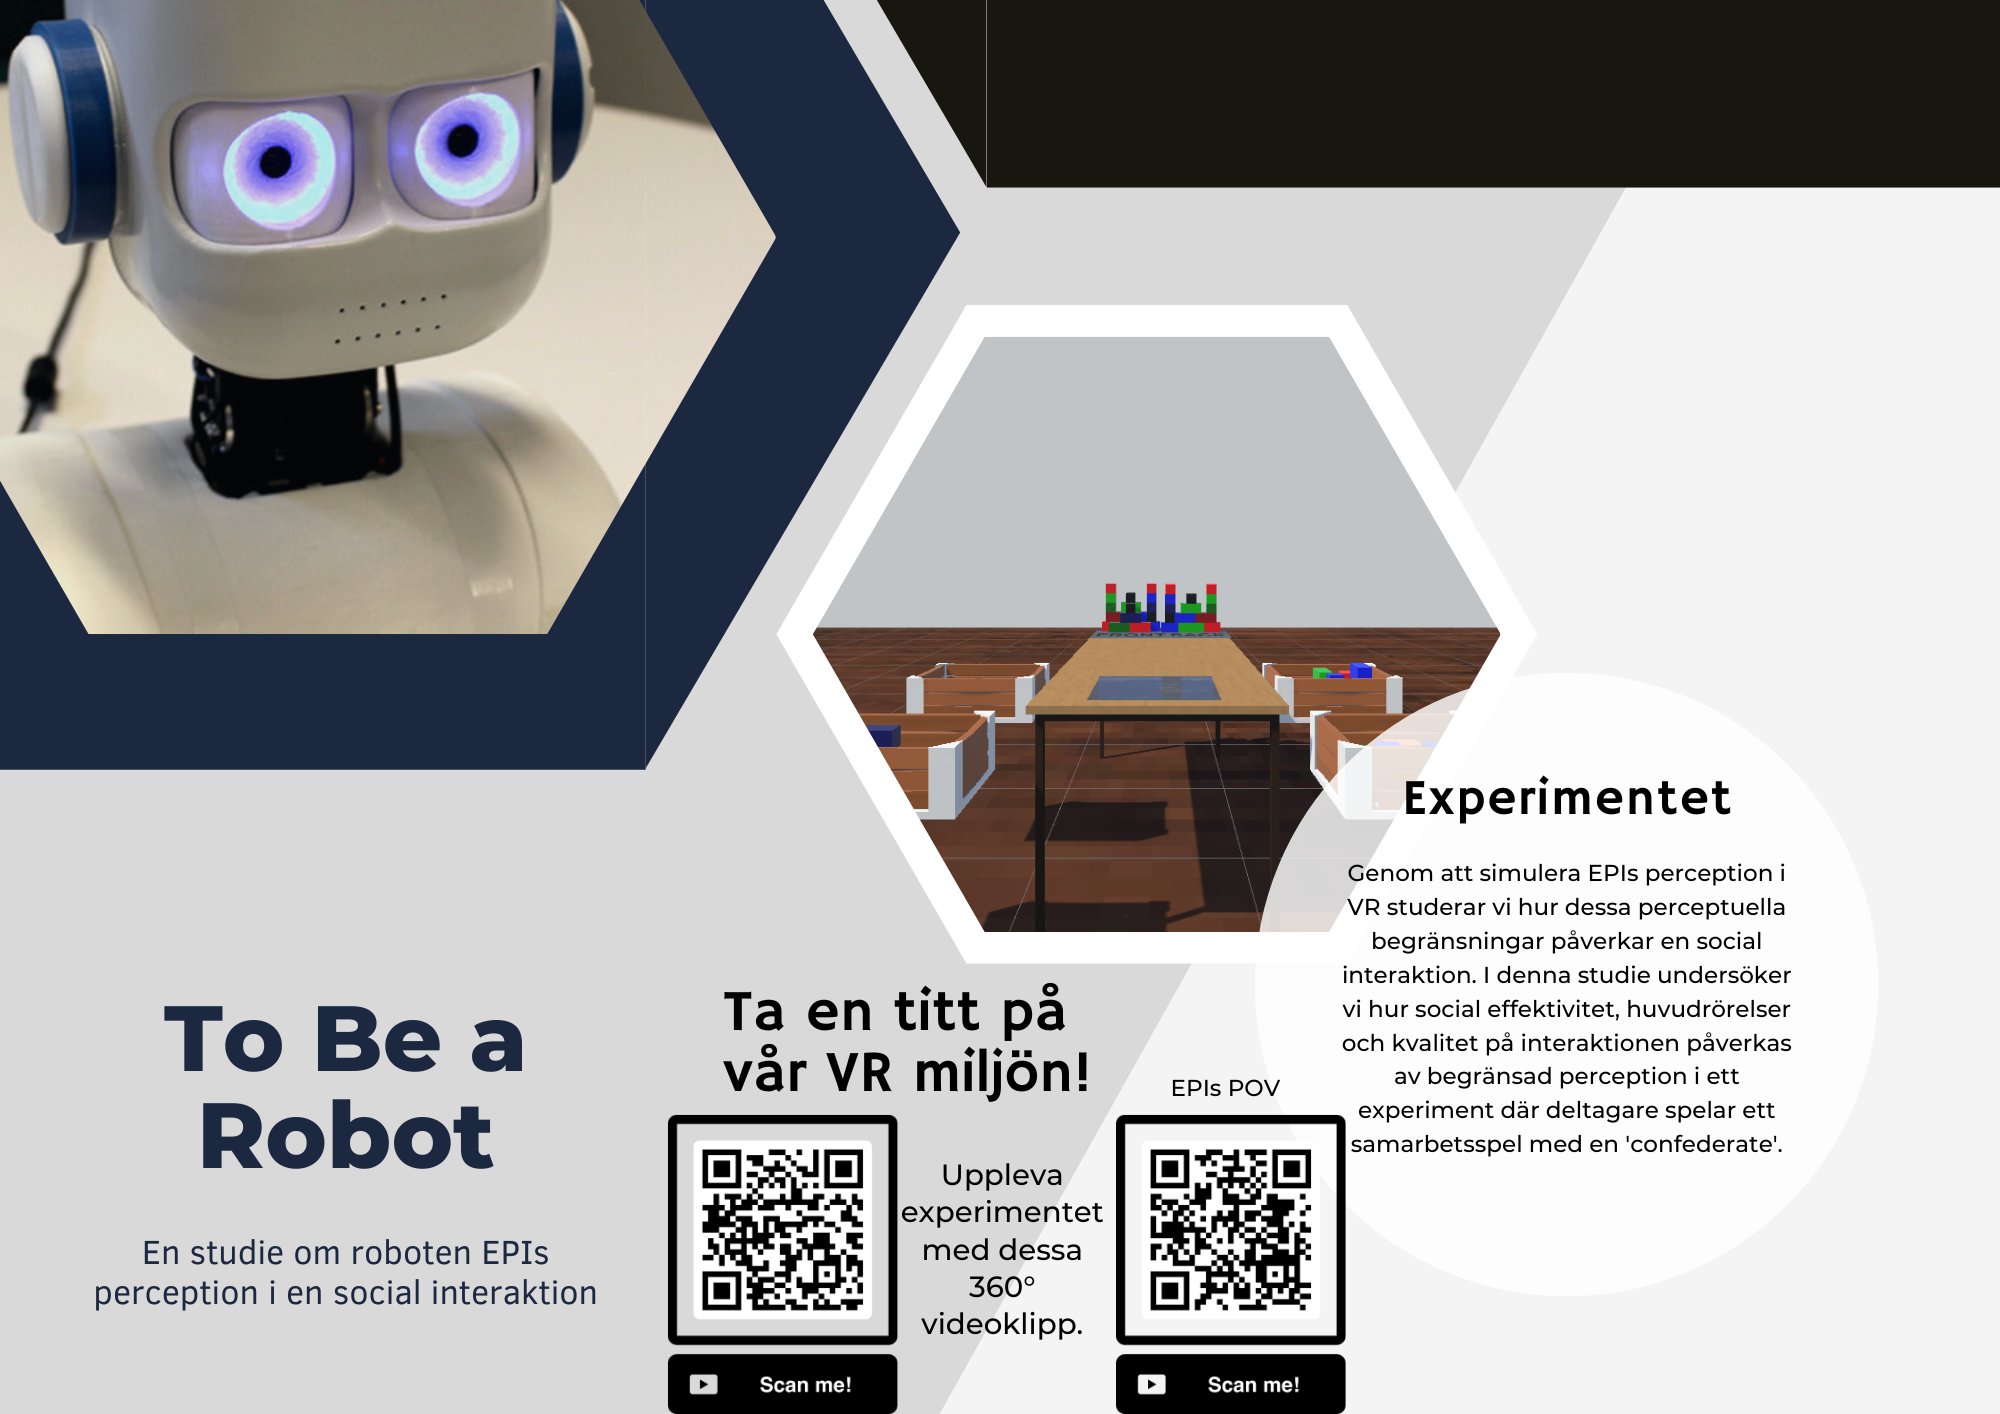 To Be a
Robot
En studie om roboten EPIs
perception i en social interaktion
Ta en titt på
vår VR miljön!
Uppleva
experimentet
med dessa
360°
videoklipp.
Scan me!
EPIs POV
Scan me!
Experimentet
Genom att simulera EPIs perception i
VR studerar vi hur dessa perceptuella
begränsningar påverkar en social
interaktion. I denna studie undersöker
vi hur social effektivitet, huvudrörelser
och kvalitet på interaktionen påverkas
av begränsad perception i ett
experiment där deltagare spelar ett
samarbetsspel med en 'confederate'.